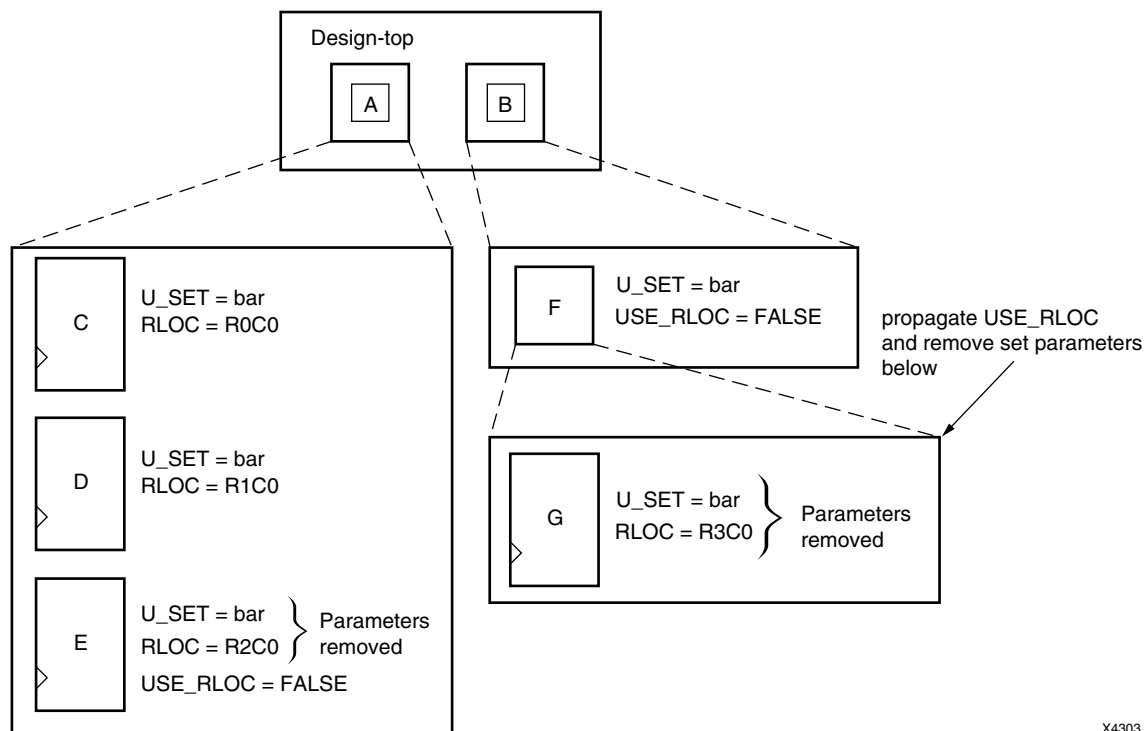 Design-top
A
B
C
U_SET = bar
RLOC = R0C0
D
U_SET = bar
RLOC = R1C0
E
U_SET = bar
RLOC = R2C0
Parameters
removed
USE_RLOC = FALSE
F
U_SET = bar
USE_RLOC = FALSE
propagate USE_RLOC
and remove set parameters
below
G
U_SET = bar
RLOC = R3C0
Parameters
removed
X4303